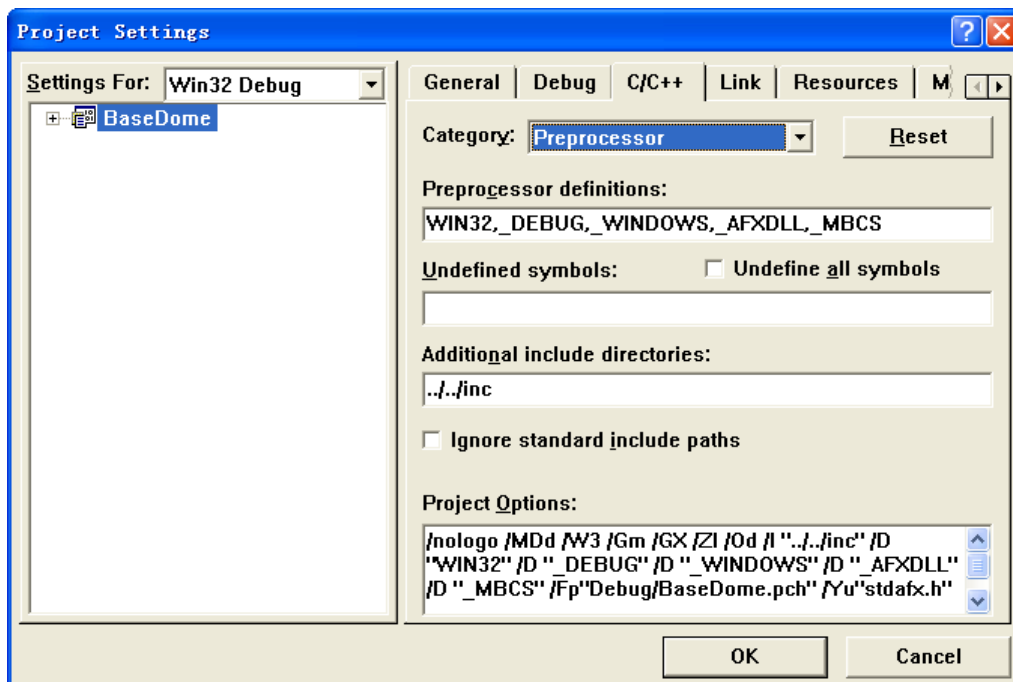 Project Settings
Settings For: Win32 Debug
BaseDome
General Debug C/C++ Link Resources M
Category: Preprocessor Reset
Preprocessor definitions:
WIN32,_DEBUG,_WINDOWS,_AFXDLL,_MBCS
Undefined symbols: Undefine all symbols
Additional include directories:
../../inc
Ignore standard include paths
Project Options:
/nologo /MDd /W3 /Gm /GX /ZI /Od /I "../../inc" /D
"WIN32" /D "_DEBUG" /D "_WINDOWS" /D "_AFXDLL"
/D "_MBCS" /Fp"Debug/BaseDome.pch" /Yu"stdafx.h"
OK Cancel